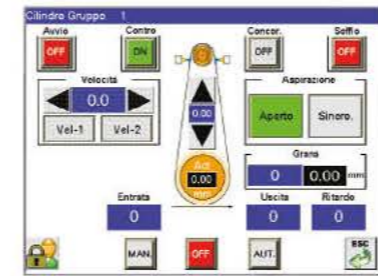 Cilindro Gruppo 1
Avvio Contro Concor. Soffio
OFF ON OFF OFF
Velocità Aspirazione
0.0 0.00 Aperto Sincro.
Vel-1 Vel-2
Grana
0.00 0 0.00 mm
Entrata Uscita Ritardo
0 0 0
MAN. OFF AUT. ESC